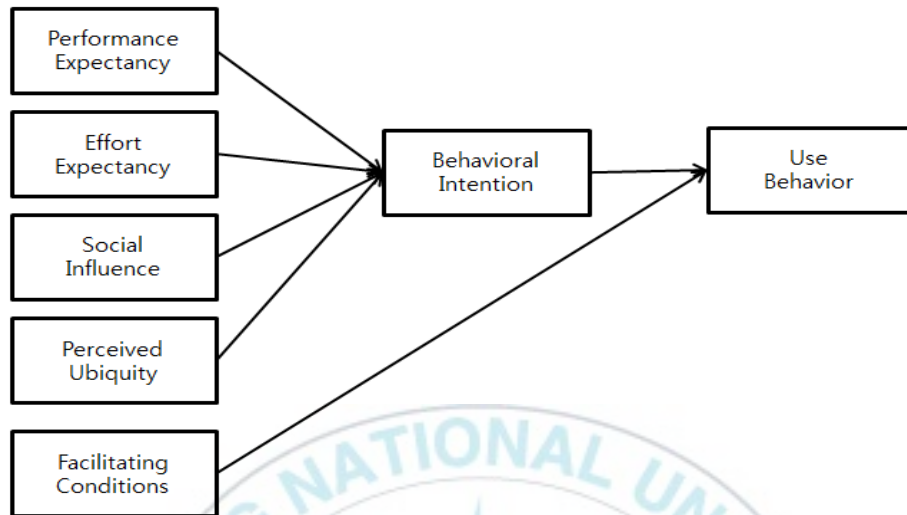 Performance
Expectancy
Effort
Expectancy
Social
Influence
Perceived
Ubiquity
Facilitating
Conditions
Behavioral
Intention
Use
Behavior
NATIONAL